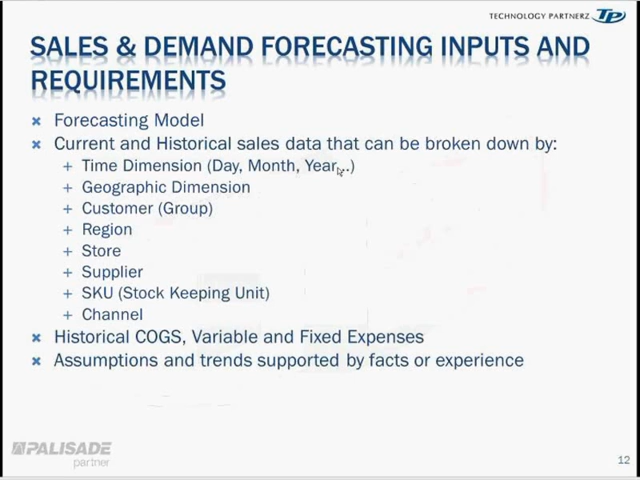 TECHNOLOGY PARTNERZ TP
SALES & DEMAND FORECASTING INPUTS AND
REQUIREMENTS
Forecasting Model
Current and Historical sales data that can be broken down by:
+ Time Dimension (Day, Month, Year...)
+ Geographic Dimension
+ Customer (Group)
+ Region
+ Store
+ Supplier
+ SKU (Stock Keeping Unit)
+ Channel
Historical COGS, Variable and Fixed Expenses
Assumptions and trends supported by facts or experience
PALISADE
partner
12